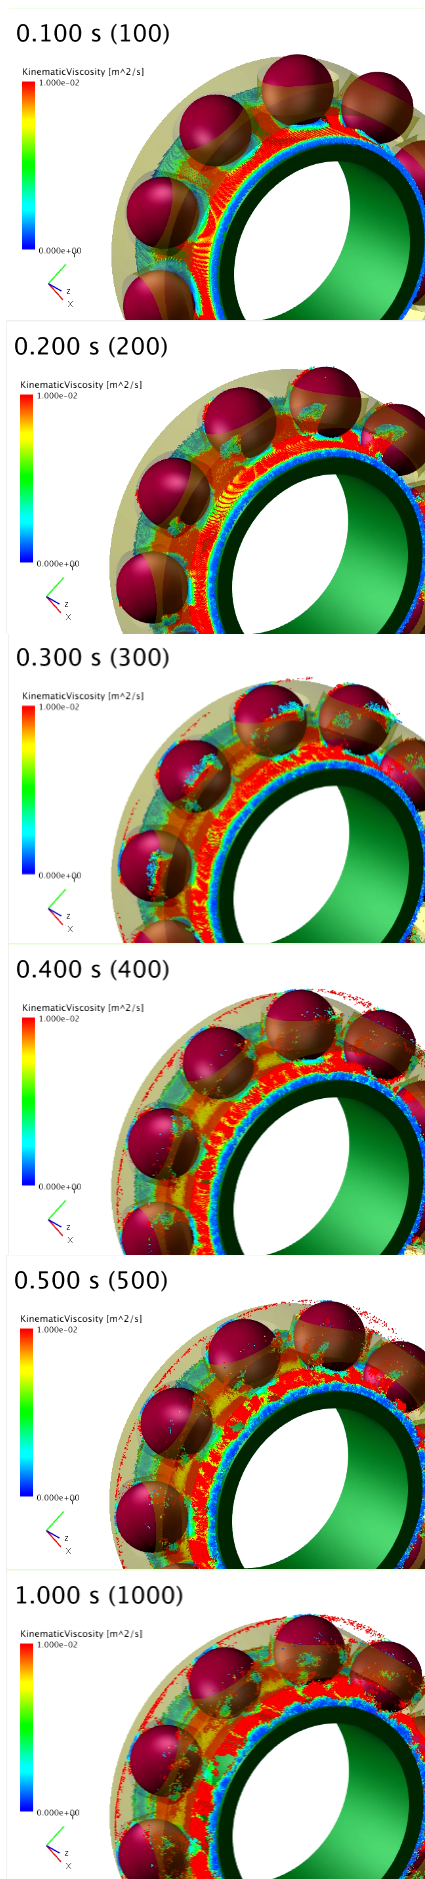 0.100 s (100)
KinematicViscosity [m^2/s]
1.000e-02
0.000e+00
Y
Z
X
0.200 s (200)
KinematicViscosity [m^2/s]
1.000e-02
0.000e+00
Y
Z
X
0.300 s (300)
KinematicViscosity [m^2/s]
1.000e-02
0.000e+00
Y
Z
X
0.400 s (400)
KinematicViscosity [m^2/s]
1.000e-02
0.000e+00
Y
Z
X
0.500 s (500)
KinematicViscosity [m^2/s]
1.000e-02
0.000e+00
Y
Z
X
1.000 s (1000)
KinematicViscosity [m^2/s]
1.000e-02
0.000e+00
Y
Z
X